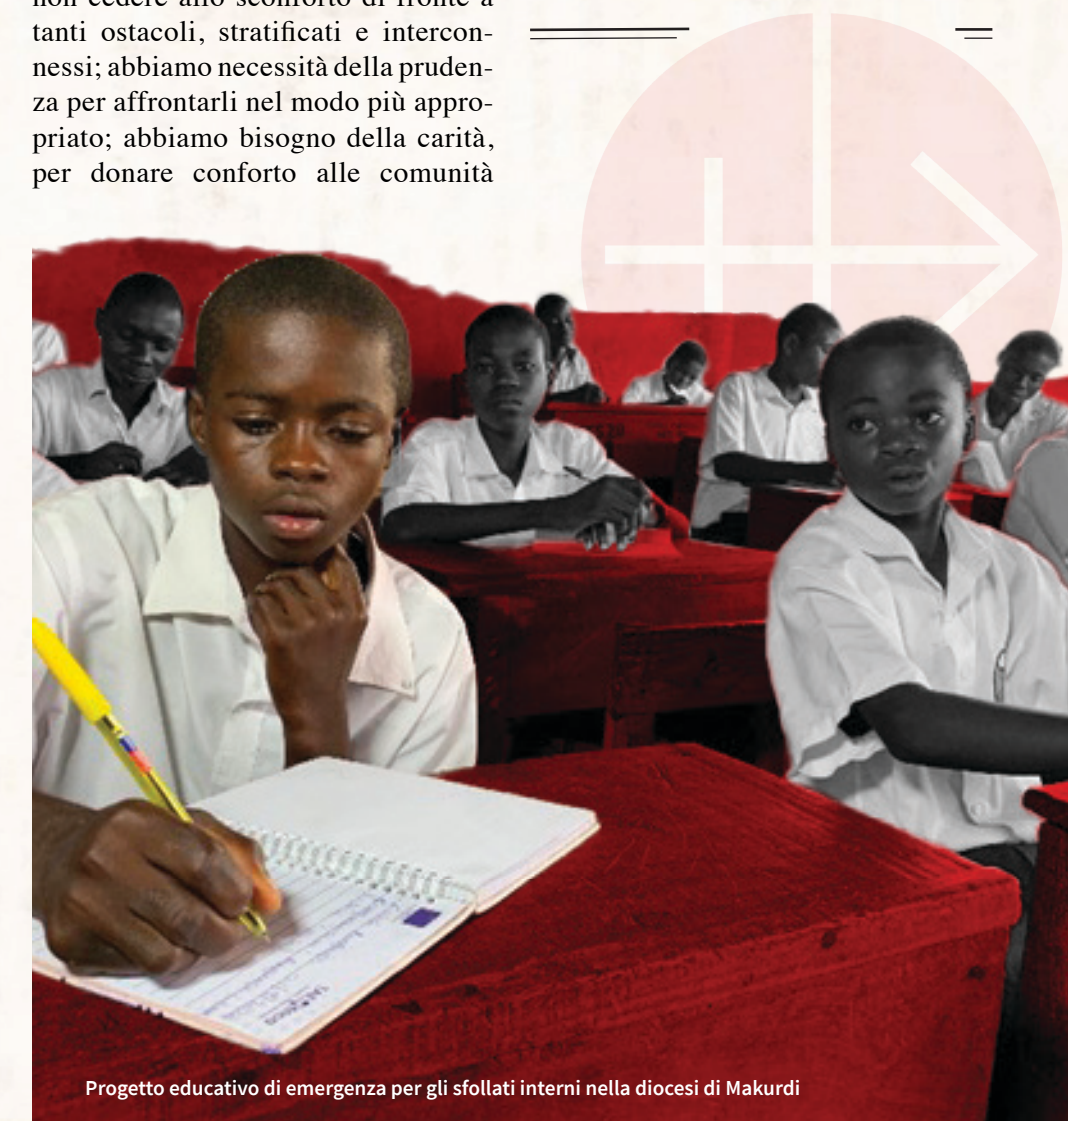 non cedere allo sconforto di fronte a
tanti ostacoli, stratificati e intercon-
nessi; abbiamo necessità della pruden-
za per affrontarli nel modo più appro-
priato; abbiamo bisogno della carità,
per donare conforto alle comunità
Progetto educativo di emergenza per gli sfollati interni nella diocesi di Makurdi